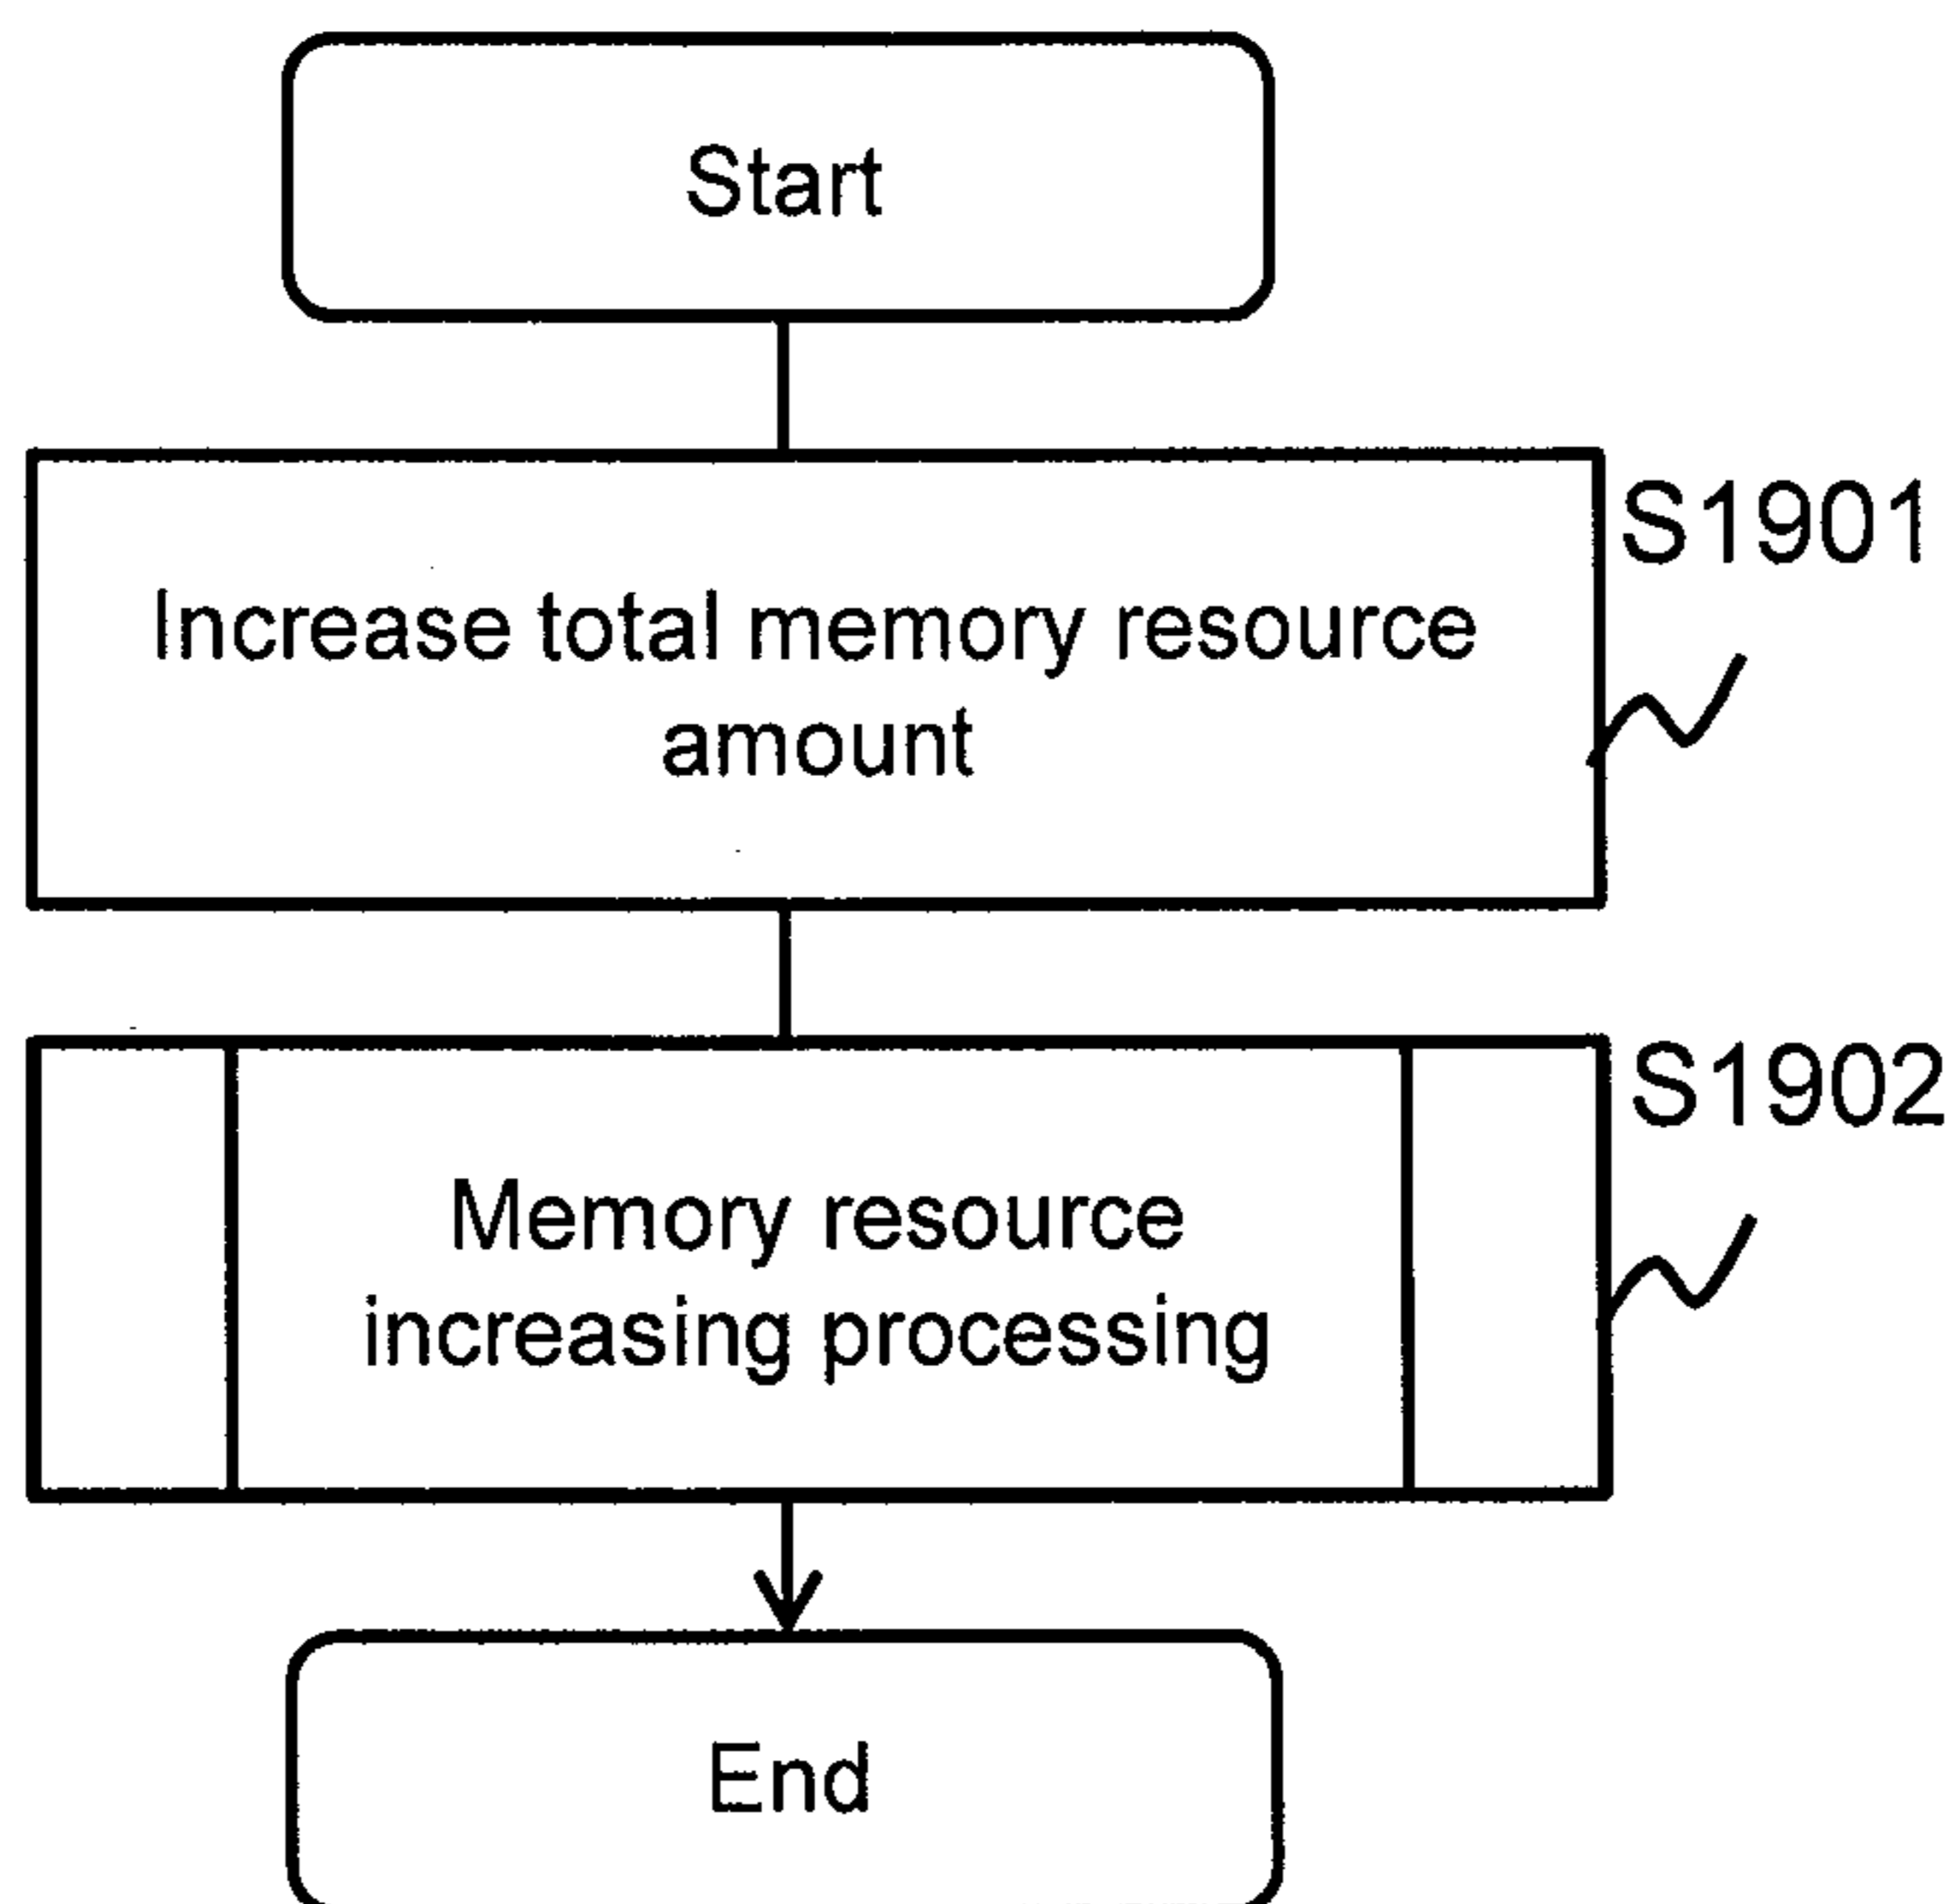 Start
S1901
Increase total memory resource
amount
S1902
Memory resource
increasing processing
End